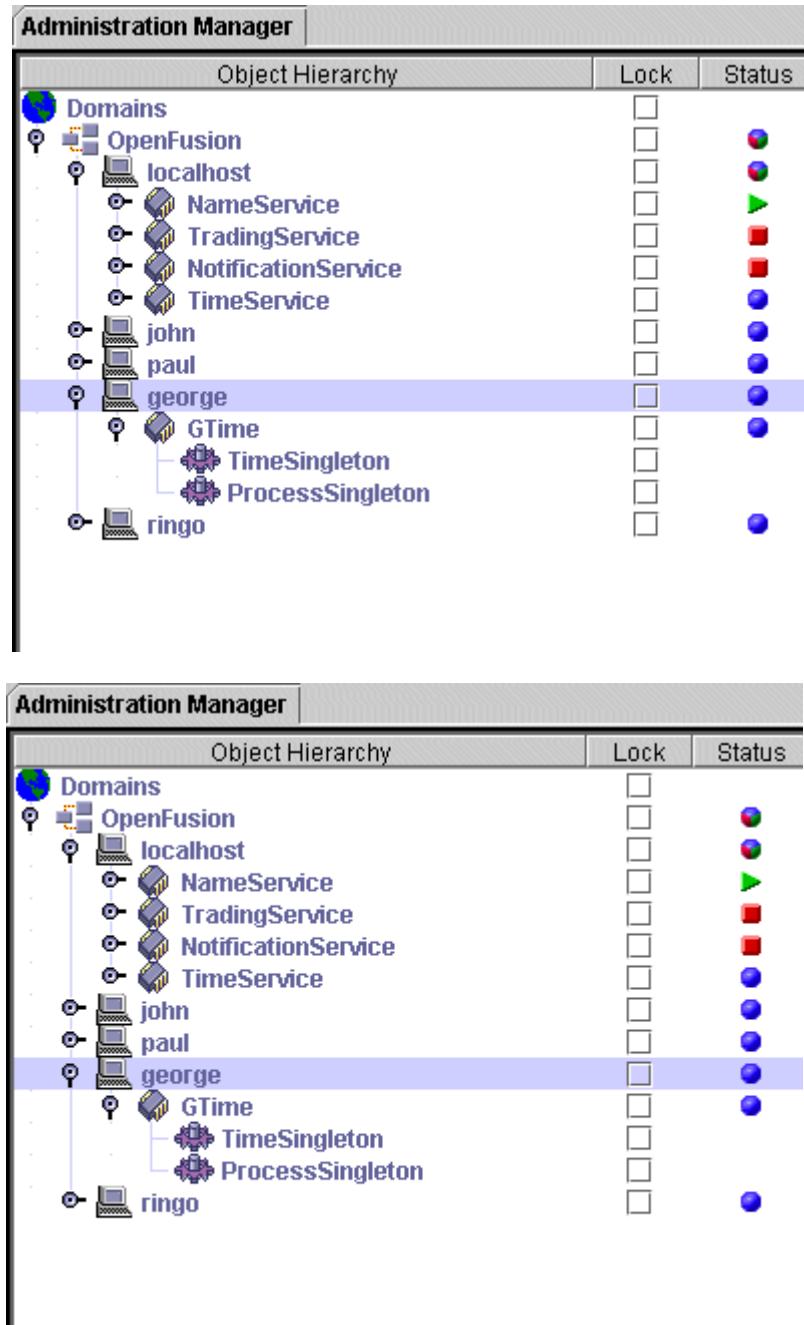 Administration Manager
Object Hierarchy Lock Status
Domains
OpenFusion
localhost
NameService
TradingService
NotificationService
TimeService
john
paul
george
GTime
TimeSingleton
ProcessSingleton
ringo
Administration Manager
Object Hierarchy Lock Status
Domains
OpenFusion
localhost
NameService
TradingService
NotificationService
TimeService
john
paul
george
GTime
TimeSingleton
ProcessSingleton
ringo